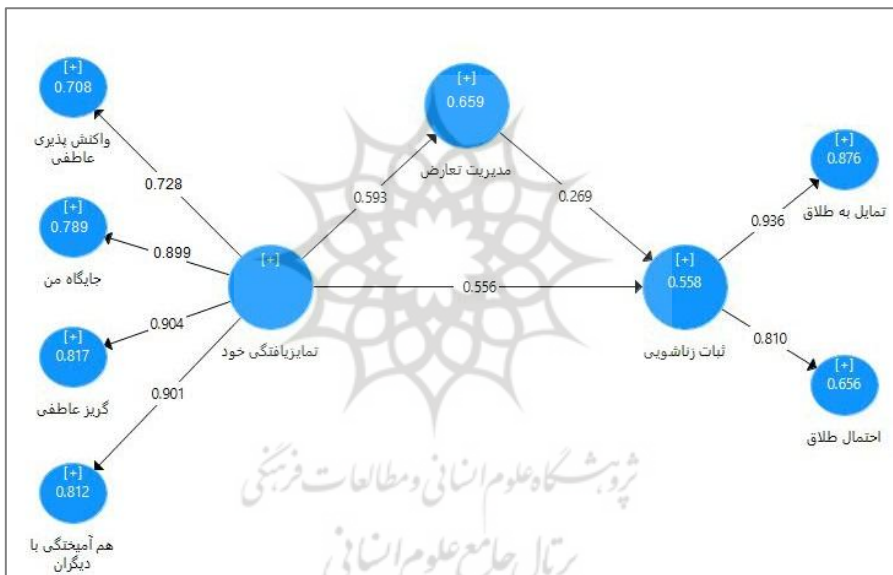 [+]
0.708
واکنش پذیری
عاطفی
[+]
0.789
جایگاه من
[+]
0.817
گریز عاطفی
[+]
0.812
هم آمیختگی با
دیگران
0.728
0.899
0.904
0.901
[+]
تمایزیافتگی خود
0.593
[+]
0.659
مدیریت تعارض
0.269
0.556
[+]
0.558
ثبات زناشویی
0.936
0.810
[+]
0.876
تمایل به طلاق
[+]
0.656
احتمال طلاق
پژوهشگاه علوم انسانی و مطالعات فرهنگی
پرتال جامع علوم انسانی